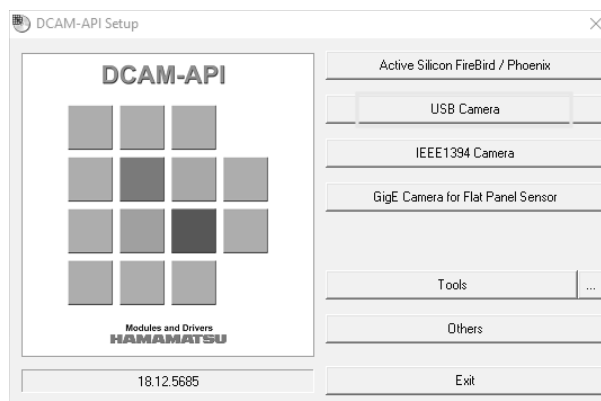 DCAM-API Setup
DCAM-API
Modules and Drivers
HAMAMATSU
18.12.5685
Active Silicon FireBird / Phoenix
USB Camera
IEEE1394 Camera
GigE Camera for Flat Panel Sensor
Tools
...
Others
Exit